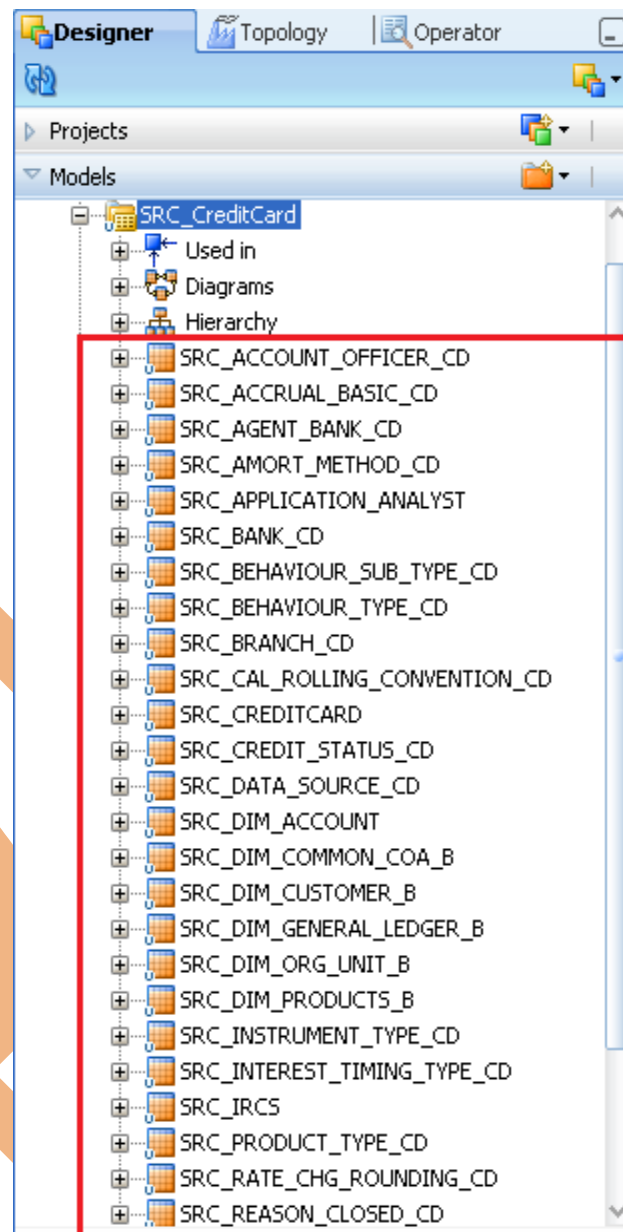 Designer Topology Operator
Projects
Models
SRC_CreditCard
Used in
Diagrams
Hierarchy
SRC_ACCOUNT_OFFICER_CD
SRC_ACCRUAL_BASIC_CD
SRC_AGENT_BANK_CD
SRC_AMORT_METHOD_CD
SRC_APPLICATION_ANALYST
SRC_BANK_CD
SRC_BEHAVIOUR_SUB_TYPE_CD
SRC_BEHAVIOUR_TYPE_CD
SRC_BRANCH_CD
SRC_CAL_ROLLING_CONVENTION_CD
SRC_CREDITCARD
SRC_CREDIT_STATUS_CD
SRC_DATA_SOURCE_CD
SRC_DIM_ACCOUNT
SRC_DIM_COMMON_COA_B
SRC_DIM_CUSTOMER_B
SRC_DIM_GENERAL_LEDGER_B
SRC_DIM_ORG_UNIT_B
SRC_DIM_PRODUCTS_B
SRC_INSTRUMENT_TYPE_CD
SRC_INTEREST_TIMING_TYPE_CD
SRC_IRCS
SRC_PRODUCT_TYPE_CD
SRC_RATE_CHG_ROUNDING_CD
SRC_REASON_CLOSED_CD